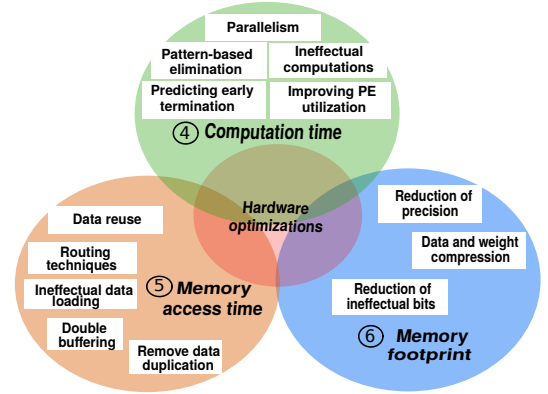 Parallelism
Pattern-based
elimination
Ineffectual
computations
Predicting early
termination
Improving PE
utilization
④ Computation time
Hardware
optimizations
Data reuse
Routing
techniques
Ineffectual data
loading
Double
buffering
Remove data
duplication
⑤ Memory
access time
Reduction of
precision
Data and weight
compression
Reduction of
ineffectual bits
⑥ Memory
footprint